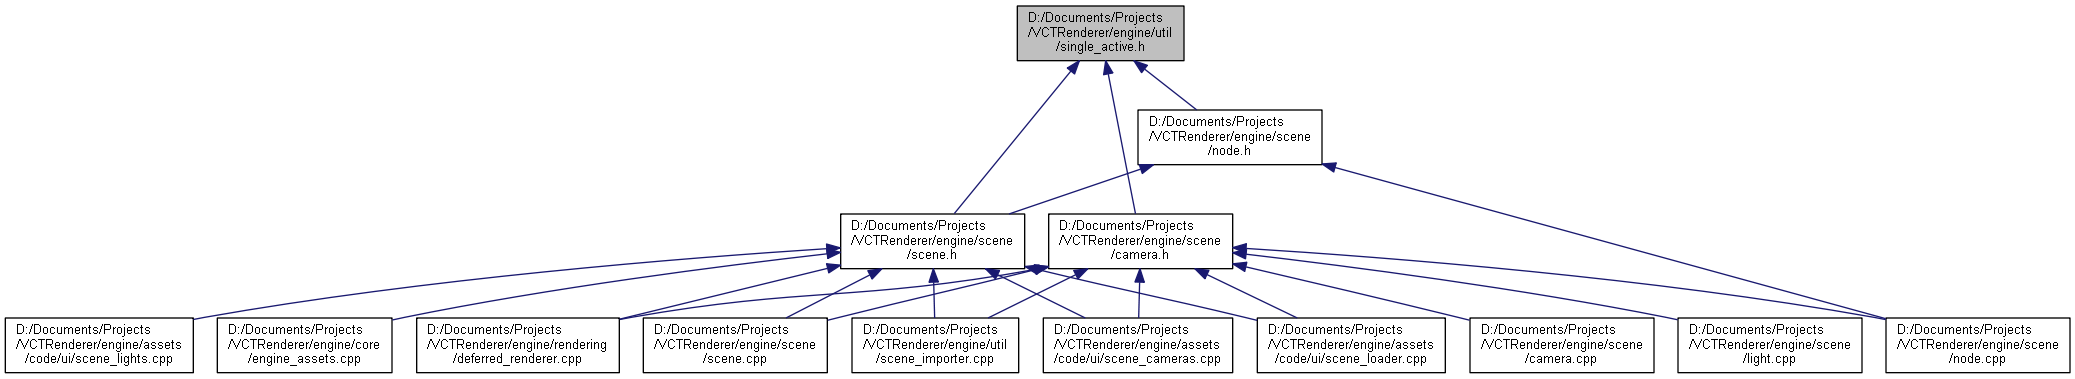 D:/Documents/Projects
/VCTRenderer/engine/util
/single_active.h
D:/Documents/Projects
/VCTRenderer/engine/scene
/node.h
D:/Documents/Projects
/VCTRenderer/engine/scene
/scene.h
D:/Documents/Projects
/VCTRenderer/engine/scene
/camera.h
D:/Documents/Projects
/VCTRenderer/engine/assets
/code/ui/scene_lights.cpp
D:/Documents/Projects
/VCTRenderer/engine/core
/engine_assets.cpp
D:/Documents/Projects
/VCTRenderer/engine/rendering
/deferred_renderer.cpp
D:/Documents/Projects
/VCTRenderer/engine/scene
/scene.cpp
D:/Documents/Projects
/VCTRenderer/engine/util
/scene_importer.cpp
D:/Documents/Projects
/VCTRenderer/engine/assets
/code/ui/scene_cameras.cpp
D:/Documents/Projects
/VCTRenderer/engine/assets
/code/ui/scene_loader.cpp
D:/Documents/Projects
/VCTRenderer/engine/scene
/camera.cpp
D:/Documents/Projects
/VCTRenderer/engine/scene
/light.cpp
D:/Documents/Projects
/VCTRenderer/engine/scene
/node.cpp